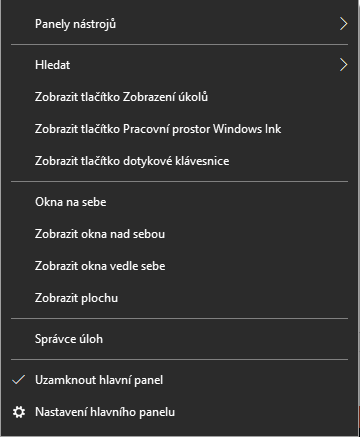 Panely nástrojů
Hledat
Zobrazit tlačítko Zobrazení úkolů
Zobrazit tlačítko Pracovní prostor Windows Ink
Zobrazit tlačítko dotykové klávesnice
Okna na sebe
Zobrazit okna nad sebou
Zobrazit okna vedle sebe
Zobrazit plochu
Správce úloh
Uzamknout hlavní panel
Nastavení hlavního panelu